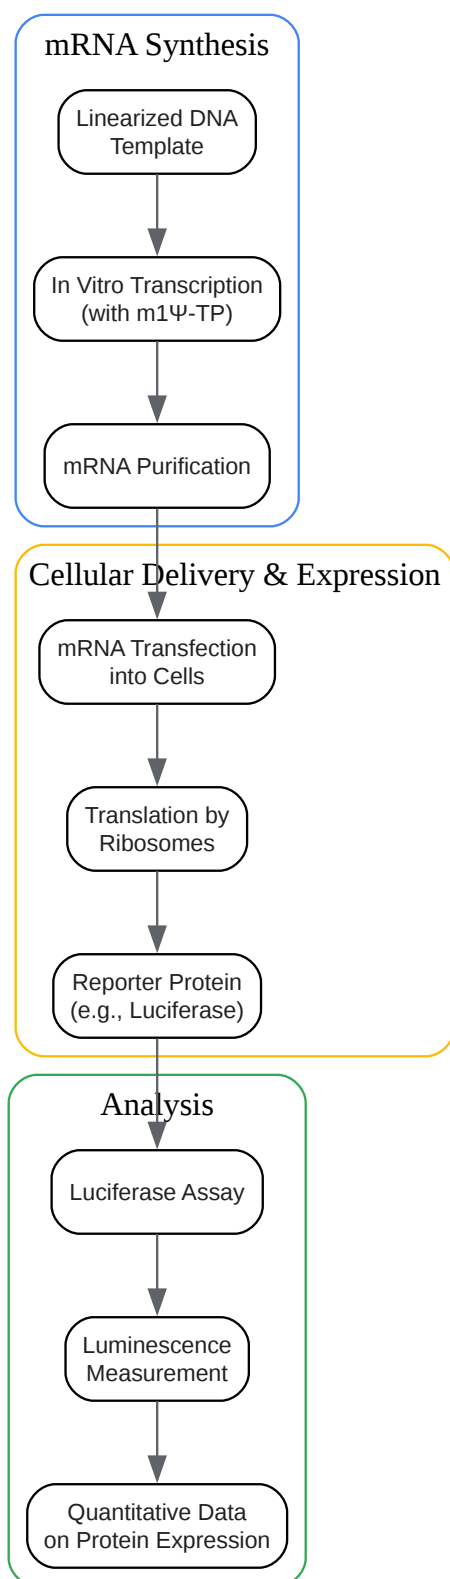 mRNA Synthesis
Linearized DNA
Template
In Vitro Transcription
(with m1Ψ-TP)
mRNA Purification
Cellular Delivery & Expression
mRNA Transfection
into Cells
Translation by
Ribosomes
Reporter Protein
(e.g., Luciferase)
Analysis
Luciferase Assay
Luminescence
Measurement
Quantitative Data
on Protein Expression